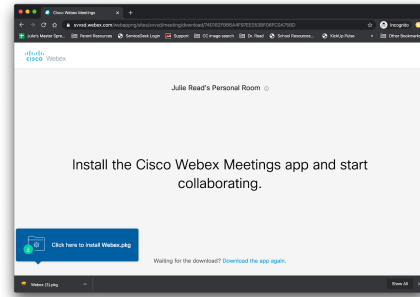 Cisco Webex Meetings
Incognito
Julie's Master Spre...
Parent Resources
ServiceDesk Login
Support
CC image search
Dr. Read
School Resources...
KickUp Pulse
Other Bookmarks
CISCO Webex
Julie Read's Personal Room
Install the Cisco Webex Meetings app and start
collaborating.
Click here to install Webex.pkg
Waiting for the download? Download the app again.
Webex (5).pkg
Show All